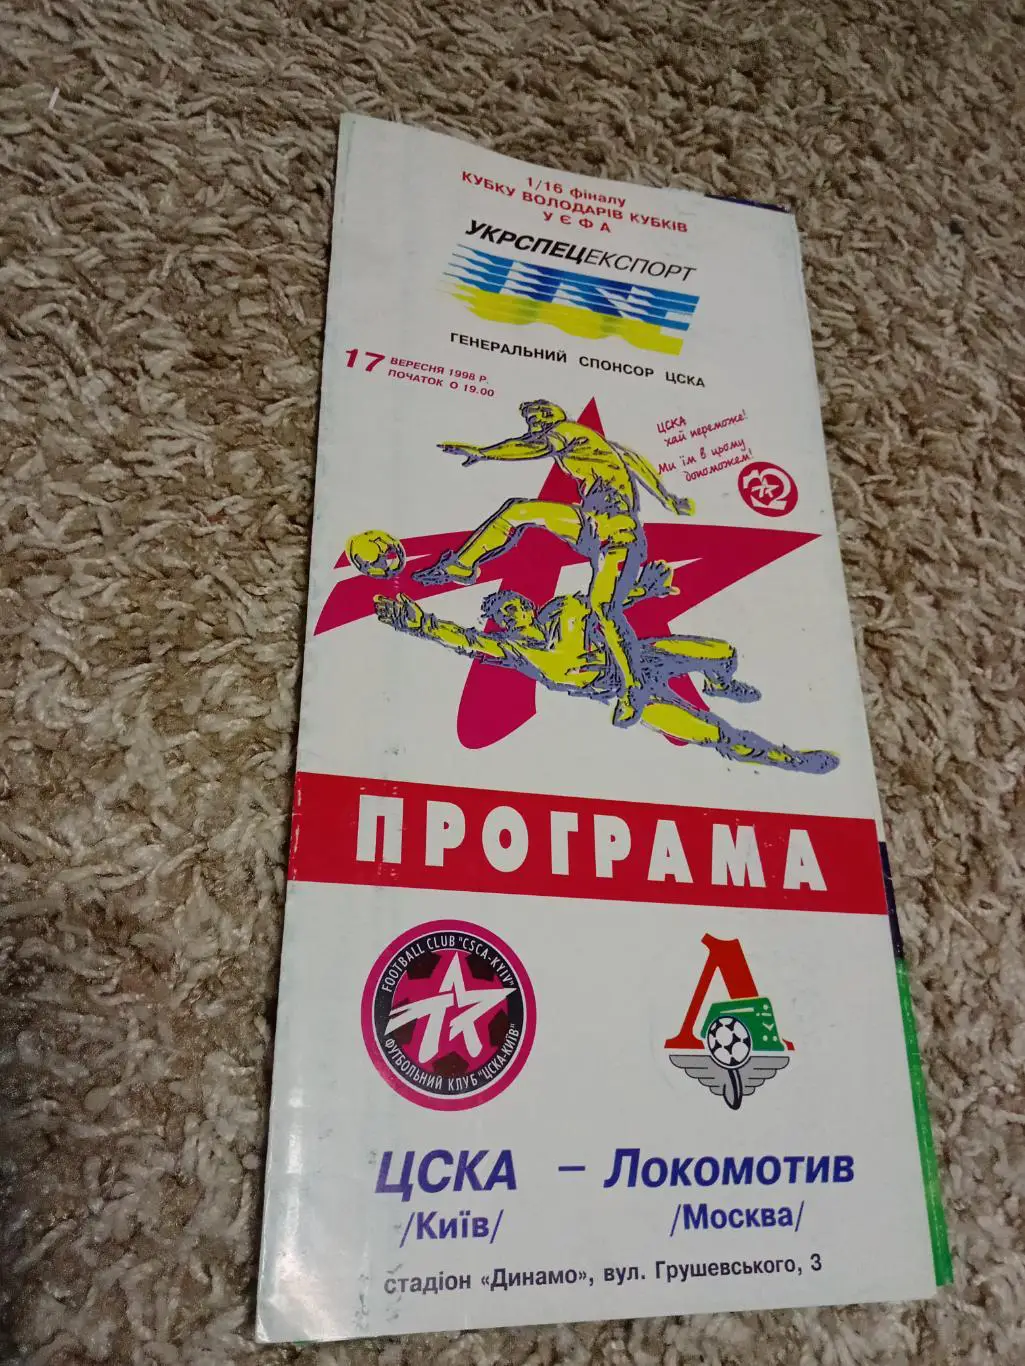 1/16 фіналу
КУБКУ ВОЛОДАРІВ КУБКІВ
УЄФА
УКРСПЕЦЕКСПОРТ
ГЕНЕРАЛЬНИЙ СПОНСОР ЦСКА
17 ВЕРЕСНЯ 1998 Р.
ПОЧАТОК О 19.00
ЦСКА
хай переможе!
Ми їм в цьому
допоможем!
ПРОГРАМА
FOOTBALL CLUB "CSCA-KYIV"
ФУТБОЛЬНИЙ КЛУБ "ЦСКА-КИЇВ"
ЦСКА – Локомотив
/Київ/ /Москва/
стадіон «Динамо», вул. Грушевського, 3